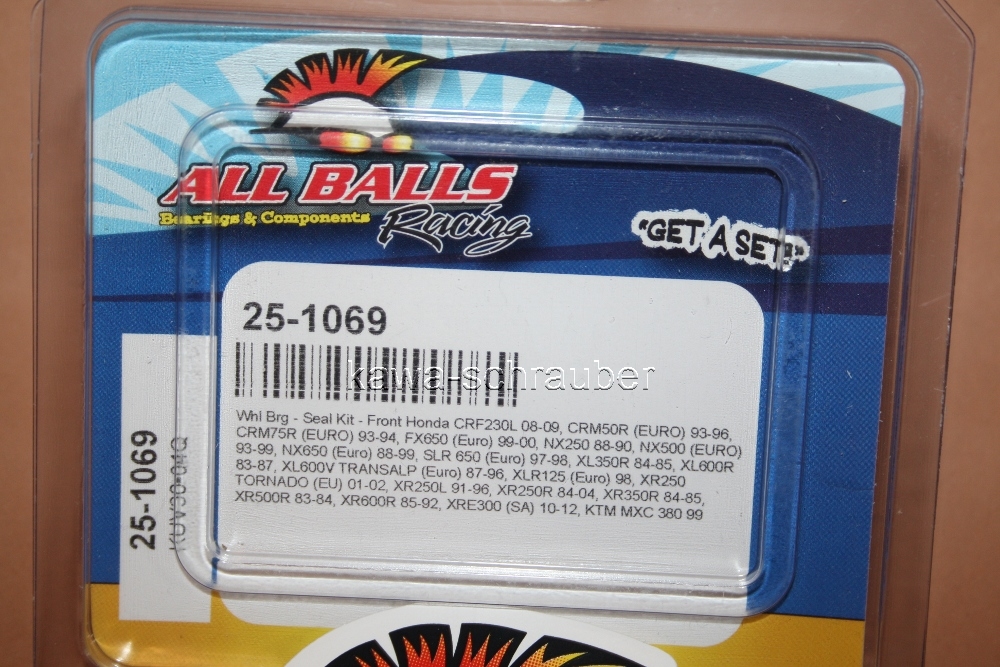 ALL BALLS
Bearings & Components
Racing
"GET A SET!"
25-1069
kawa-schrauber
Whl Brg - Seal Kit - Front Honda CRF230L 08-09, CRM50R (EURO) 93-96,
CRM75R (EURO) 93-94, FX650 (Euro) 99-00, NX250 88-90, NX500 (EURO)
93-99, NX650 (Euro) 88-99, SLR 650 (Euro) 97-98, XL350R 84-85, XL600R
83-87, XL600V TRANSALP (Euro) 87-96, XLR125 (Euro) 98, XR250
TORNADO (EU) 01-02, XR250L 91-96, XR250R 84-04, XR350R 84-85,
XR500R 83-84, XR600R 85-92, XRE300 (SA) 10-12, KTM MXC 380 99
25-1069